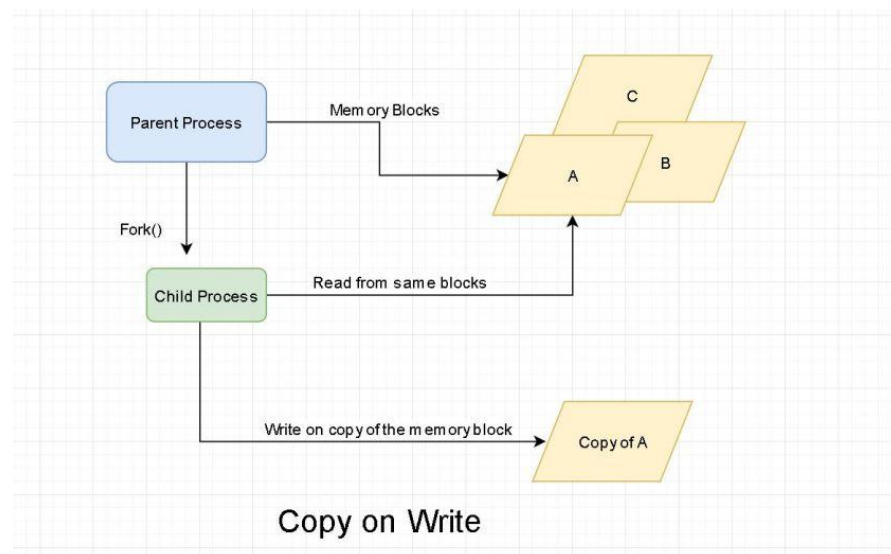 C
Memory Blocks
Parent Process
B
A
Fork()
Read from same blocks
Child Process
Write on copy of the memory block
Copy of A
Copy on Write